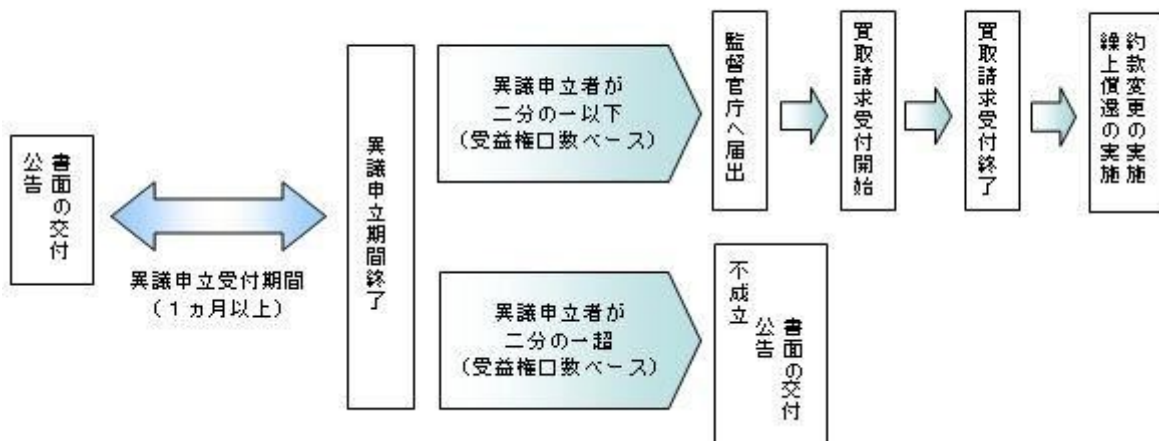 書面の交付
公告
異議申立受付期間
（１ヵ月以上）
異議申立期間終了
異議申立者が
二分の一以下
（受益権口数ベース）
監督官庁へ届出
買取請求受付開始
買取請求受付終了
約款変更の実施
繰上償還の実施
異議申立者が
二分の一超
（受益権口数ベース）
不成立
書面の交付
公告